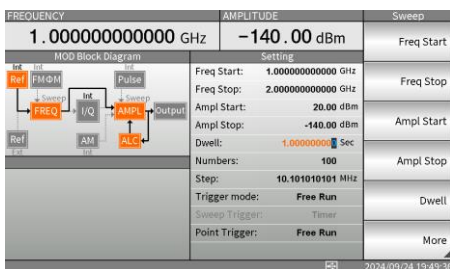 FREQUENCY
AMPLITUDE
Sweep
1.000000000000 GHz
-140.00 dBm
Freq Start
MOD Block Diagram
Setting
Int
Int
Int
Ref
FMΦM
Pulse
Sweep
Int
Sweep
FREQ
I/Q
AMPL
Output
Ref
AM
ALC
Ext
Int
Freq Start: 1.000000000000 GHz
Freq Stop: 2.000000000000 GHz
Ampl Start: 20.00 dBm
Ampl Stop: -140.00 dBm
Dwell: 1.000000000 Sec
Numbers: 100
Step: 10.101010101 MHz
Trigger mode: Free Run
Sweep Trigger: Timer
Point Trigger: Free Run
Freq Stop
Ampl Start
Ampl Stop
Dwell
More
2024/09/24 19:49:30